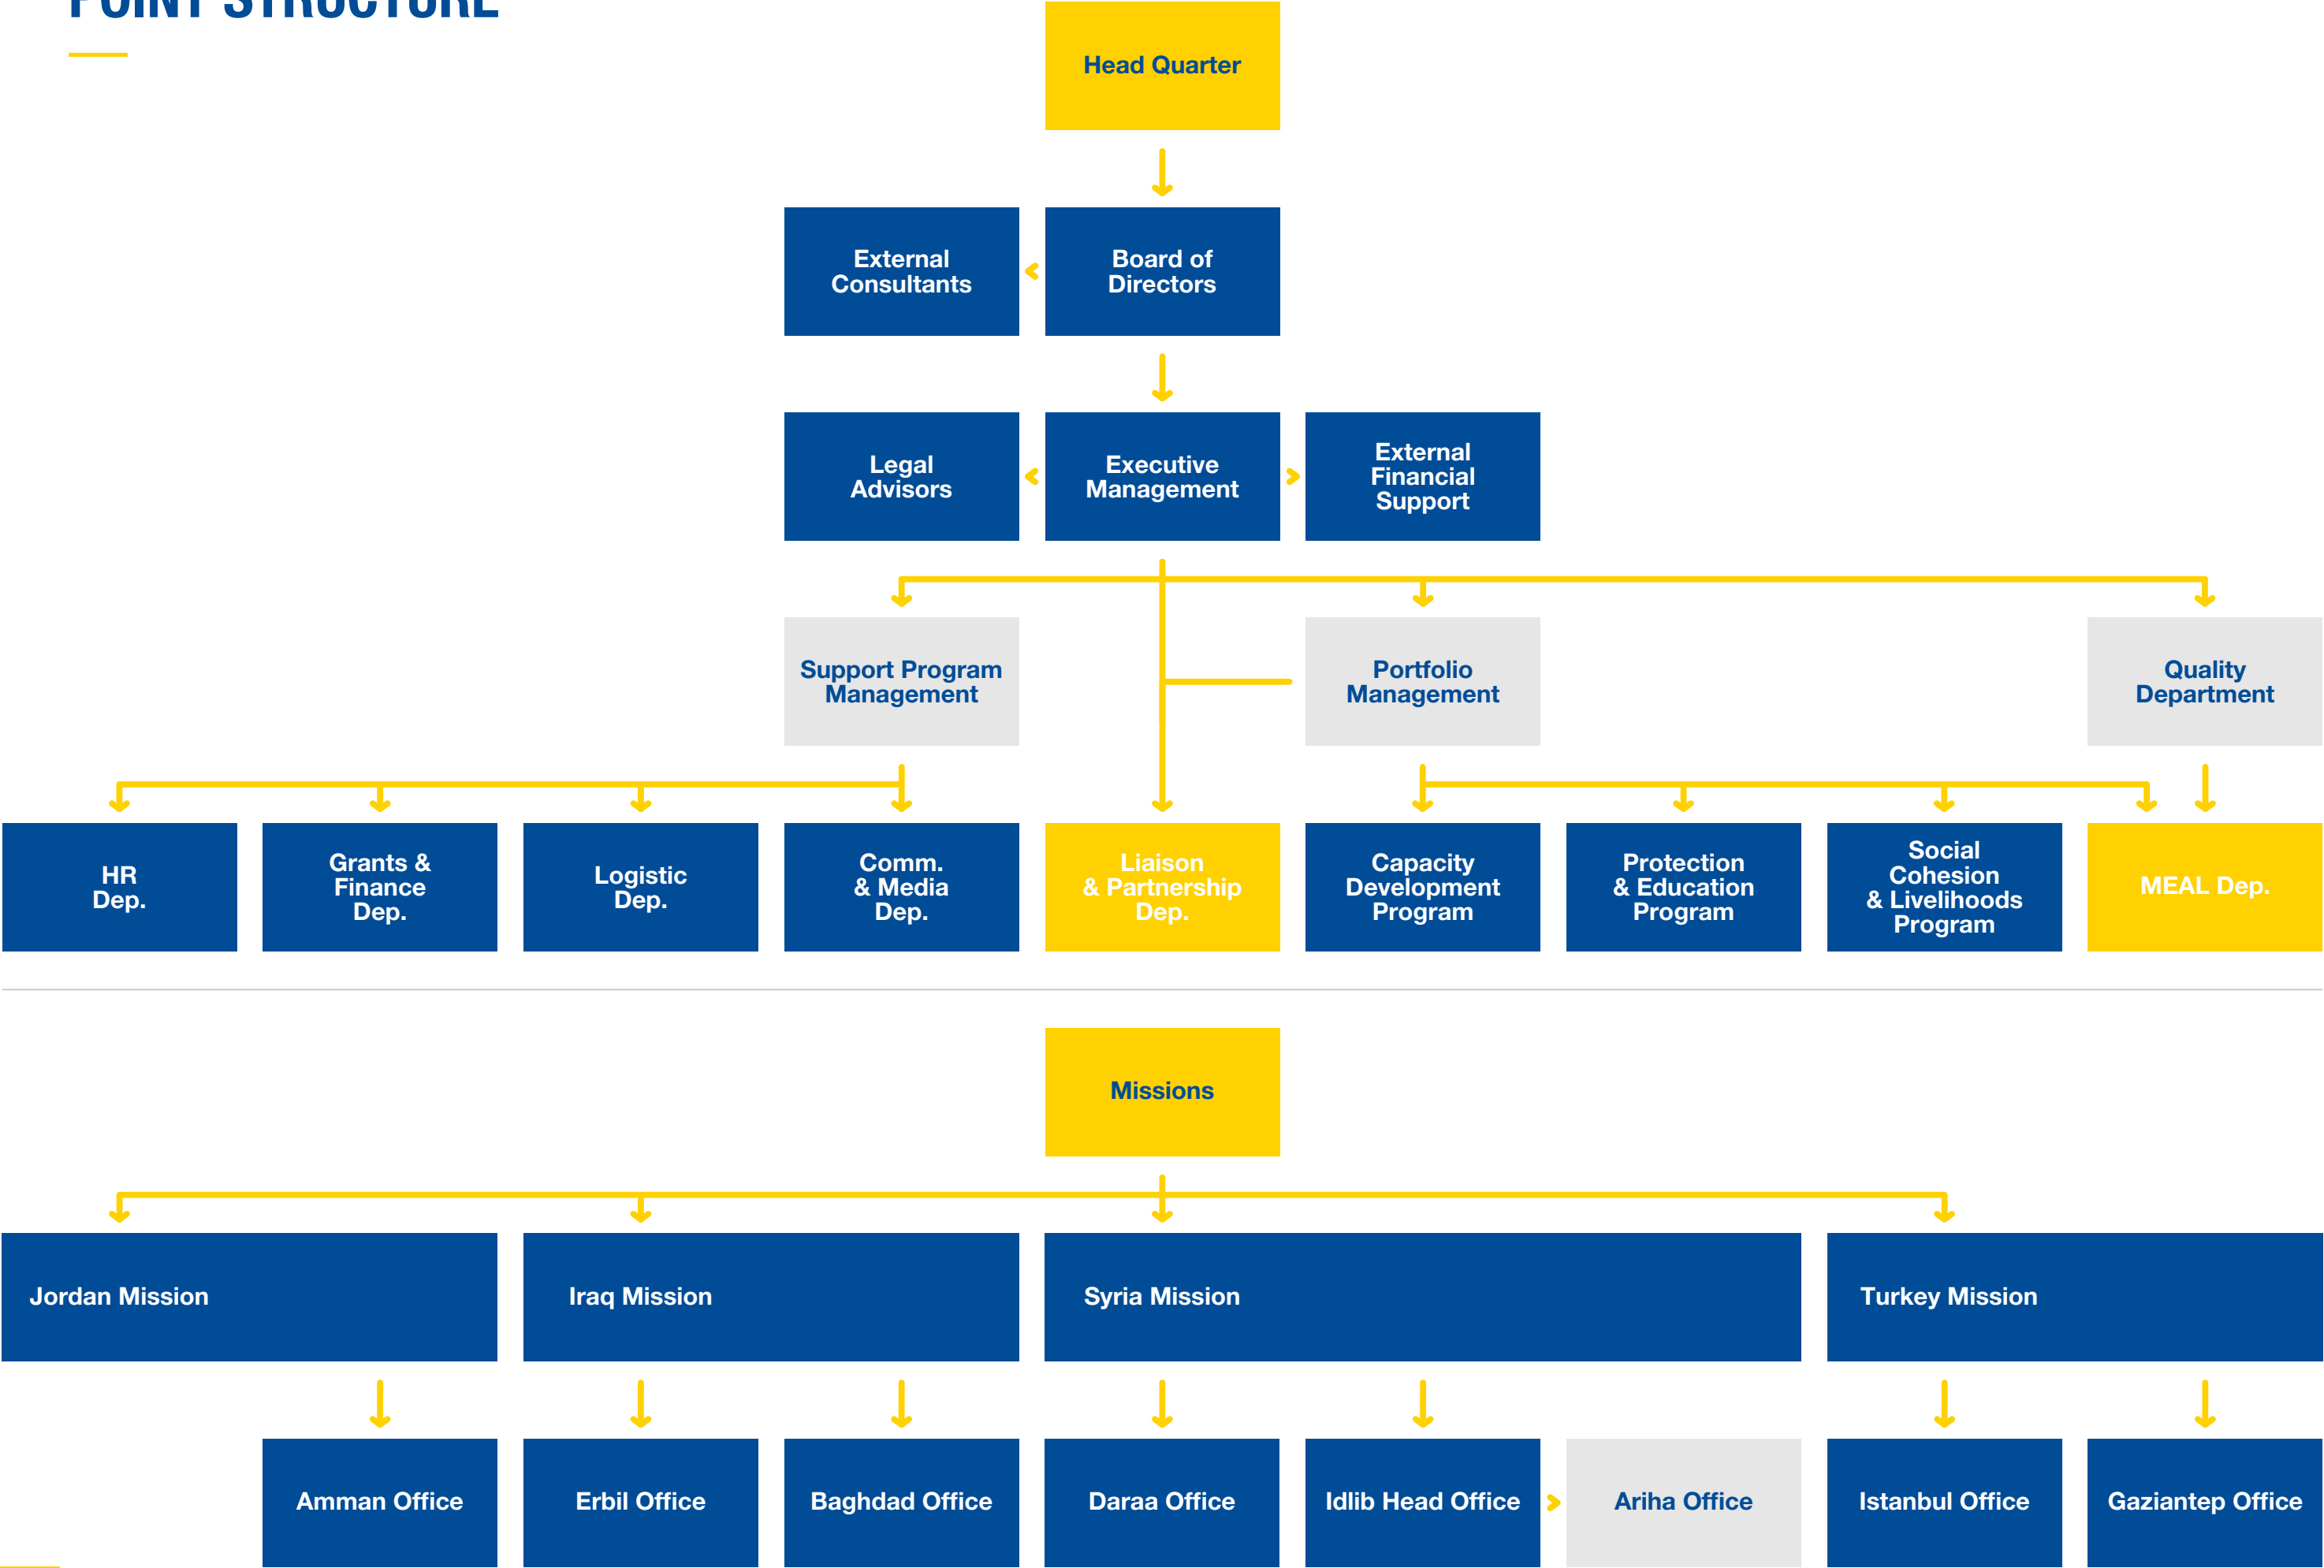 POINT STRUCTURE
Head Quarter
External
Consultants
Board of
Directors
Legal
Advisors
Executive
Management
External
Financial
Support
Support Program
Management
Portfolio
Management
Quality
Department
HR
Dep.
Grants &
Finance
Dep.
Logistic
Dep.
Comm.
& Media
Dep.
Liaison
& Partnership
Dep.
Capacity
Development
Program
Protection
& Education
Program
Social
Cohesion
& Livelihoods
Program
MEAL Dep.
Missions
Jordan Mission
Iraq Mission
Syria Mission
Turkey Mission
Amman Office
Erbil Office
Baghdad Office
Daraa Office
Idlib Head Office
Ariha Office
Istanbul Office
Gaziantep Office